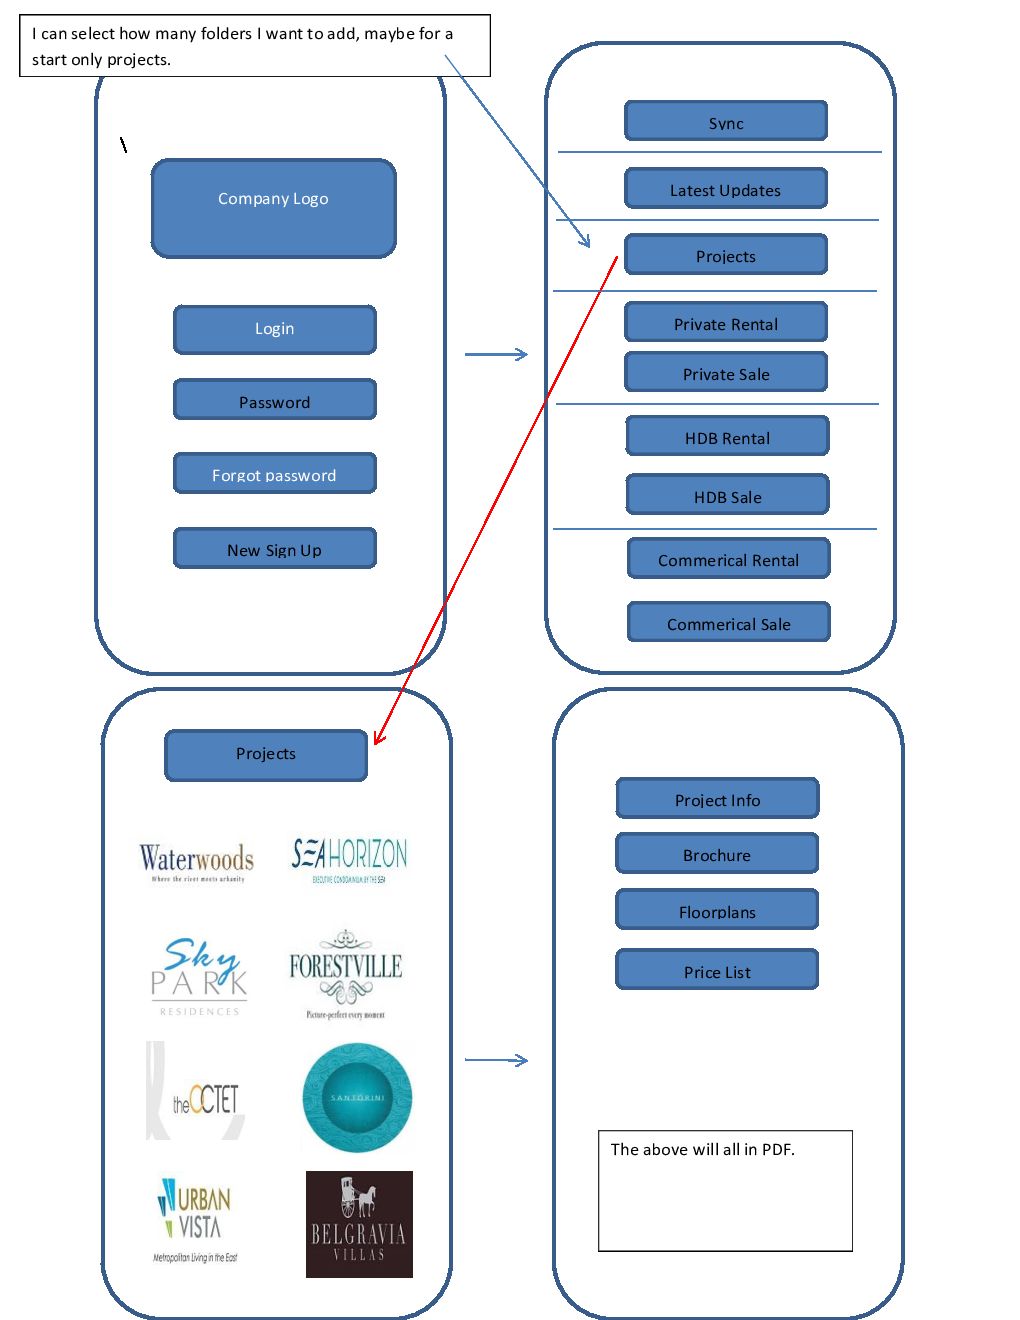 I can select how many folders I want to add, maybe for a
start only projects.
\
Company Logo
Login
Password
Forgot password
New Sign Up
Sync
Latest Updates
Projects
Private Rental
Private Sale
HDB Rental
HDB Sale
Commerical Rental
Commerical Sale
Projects
Waterwoods
Where the river meets urbanity
SEAHORIZON
EXECUTIVE CONDOMINIUM BY THE SEA
Sky
PARK
RESIDENCES
FORESTVILLE
Picture-perfect every moment
theOCTET
SANTORINI
URBAN
VISTA
Metropolitan Living in the East
BELGRAVIA
VILLAS
Project Info
Brochure
Floorplans
Price List
The above will all in PDF.